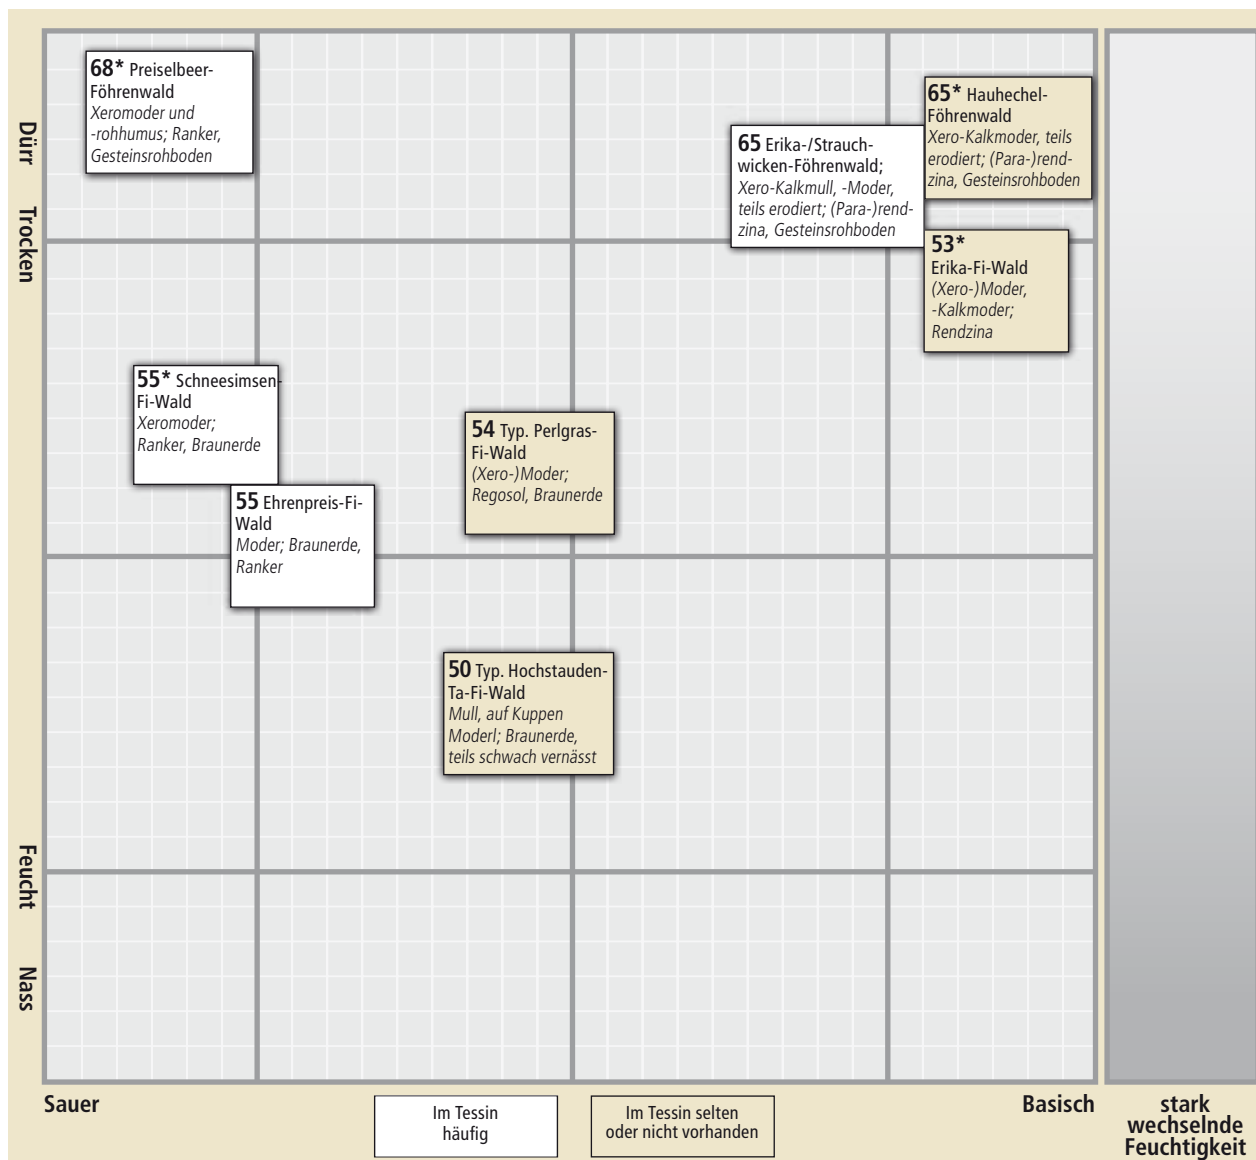 68* Preiselbeer-
Föhrenwald
Xeromoder und
-rohhumus; Ranker,
Gesteinsrohboden
65* Hauhechel-
Föhrenwald
Xero-Kalkmoder, teils
erodiert; (Para-)rend-
zina, Gesteinsrohboden
65 Erika-/Strauch-
wicken-Föhrenwald;
Xero-Kalkmull, -Moder,
teils erodiert; (Para-)rend-
zina, Gesteinsrohboden
53*
Erika-Fi-Wald
(Xero-)Moder,
-Kalkmoder;
Rendzina
55* Schneesimsen-
Fi-Wald
Xeromoder;
Ranker, Braunerde
54 Typ. Perlgras-
Fi-Wald
(Xero-)Moder;
Regosol, Braunerde
55 Ehrenpreis-Fi-
Wald
Moder; Braunerde,
Ranker
50 Typ. Hochstauden-
Ta-Fi-Wald
Mull, auf Kuppen
Moderl; Braunerde,
teils schwach vernässt
Dürr
Trocken
Feucht
Nass
Sauer
Basisch
stark
wechselnde
Feuchtigkeit
Im Tessin
häufig
Im Tessin selten
oder nicht vorhanden